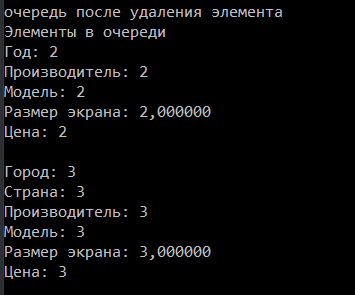 очередь после удаления элемента
Элементы в очереди
Год: 2
Производитель: 2
Модель: 2
Размер экрана: 2,000000
Цена: 2
Город: 3
Страна: 3
Производитель: 3
Модель: 3
Размер экрана: 3,000000
Цена: 3